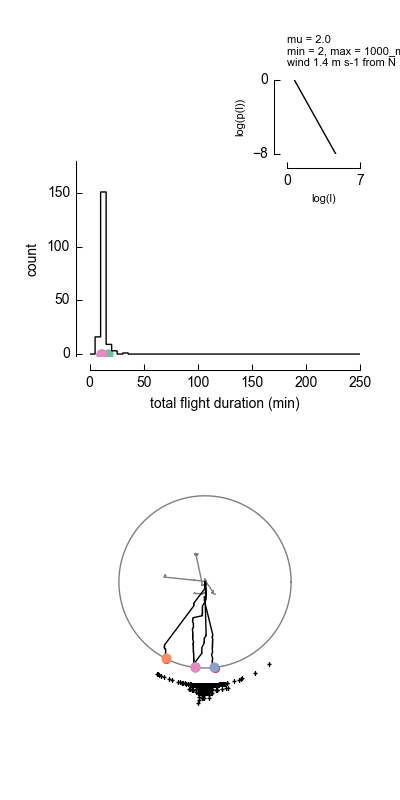 mu = 2.0
min = 2, max = 1000_m
wind 1.4 m s-1 from N
0
log(p(l))
−8
0
7
log(l)
150
100
50
0
count
0
50
100
150
200
250
total flight duration (min)